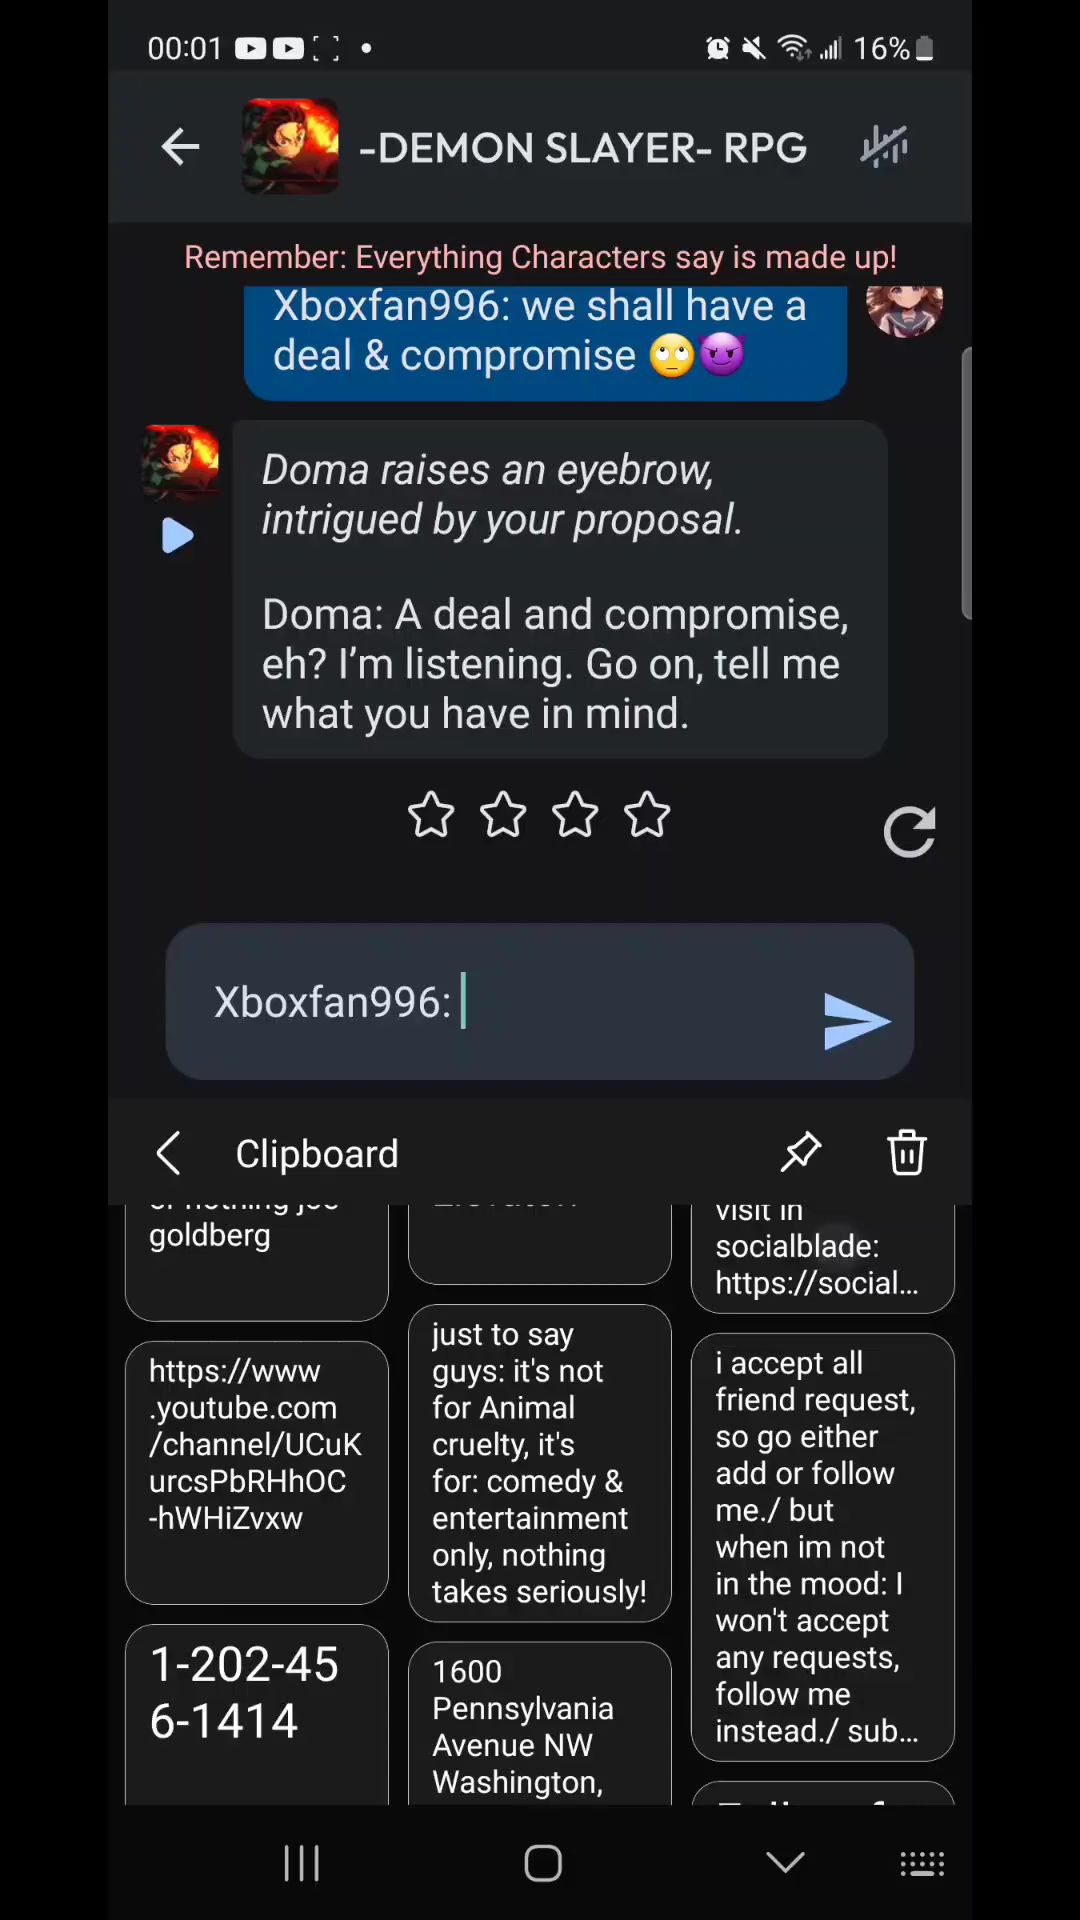 00:01
16%
-DEMON SLAYER- RPG
Remember: Everything Characters say is made up!
Xboxfan996: we shall have a
deal & compromise 🙄😈
Doma raises an eyebrow,
intrigued by your proposal.
Doma: A deal and compromise,
eh? I’m listening. Go on, tell me
what you have in mind.
Xboxfan996:
Clipboard
goldberg
https://www
.youtube.com
/channel/UCuK
urcsPbRHhOC
-hWHiZvxw
1-202-45
6-1414
just to say
guys: it's not
for Animal
cruelty, it's
for: comedy &
entertainment
only, nothing
takes seriously!
1600
Pennsylvania
Avenue NW
Washington,
visit in
socialblade:
https://social...
i accept all
friend request,
so go either
add or follow
me./ but
when im not
in the mood: I
won't accept
any requests,
follow me
instead./ sub...